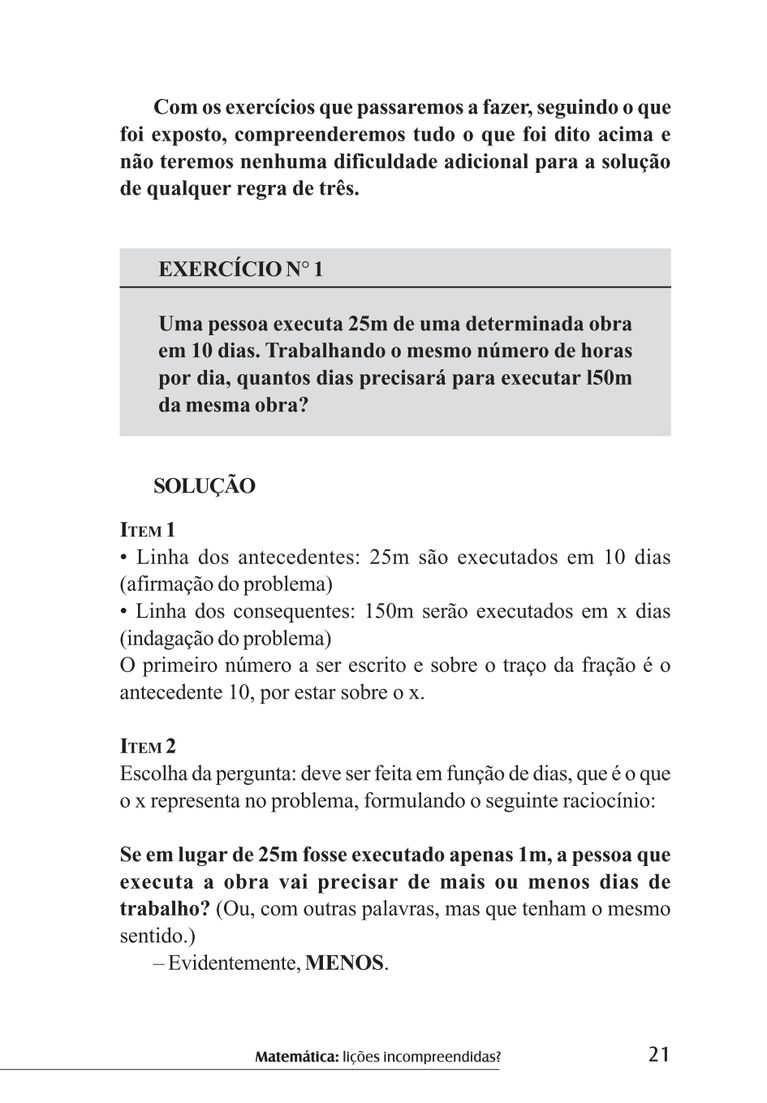 Com os exercícios que passaremos a fazer, seguindo o que
foi exposto, compreenderemos tudo o que foi dito acima e
não teremos nenhuma dificuldade adicional para a solução
de qualquer regra de três.
EXERCÍCIO N° 1
Uma pessoa executa 25m de uma determinada obra
em 10 dias. Trabalhando o mesmo número de horas
por dia, quantos dias precisará para executar l50m
da mesma obra?
SOLUÇÃO
ITEM 1
• Linha dos antecedentes: 25m são executados em 10 dias
(afirmação do problema)
• Linha dos consequentes: 150m serão executados em x dias
(indagação do problema)
O primeiro número a ser escrito e sobre o traço da fração é o
antecedente 10, por estar sobre o x.
ITEM 2
Escolha da pergunta: deve ser feita em função de dias, que é o que
o x representa no problema, formulando o seguinte raciocínio:
Se em lugar de 25m fosse executado apenas 1m, a pessoa que
executa a obra vai precisar de mais ou menos dias de
trabalho? (Ou, com outras palavras, mas que tenham o mesmo
sentido.)
– Evidentemente, MENOS.
Matemática: lições incompreendidas? 21